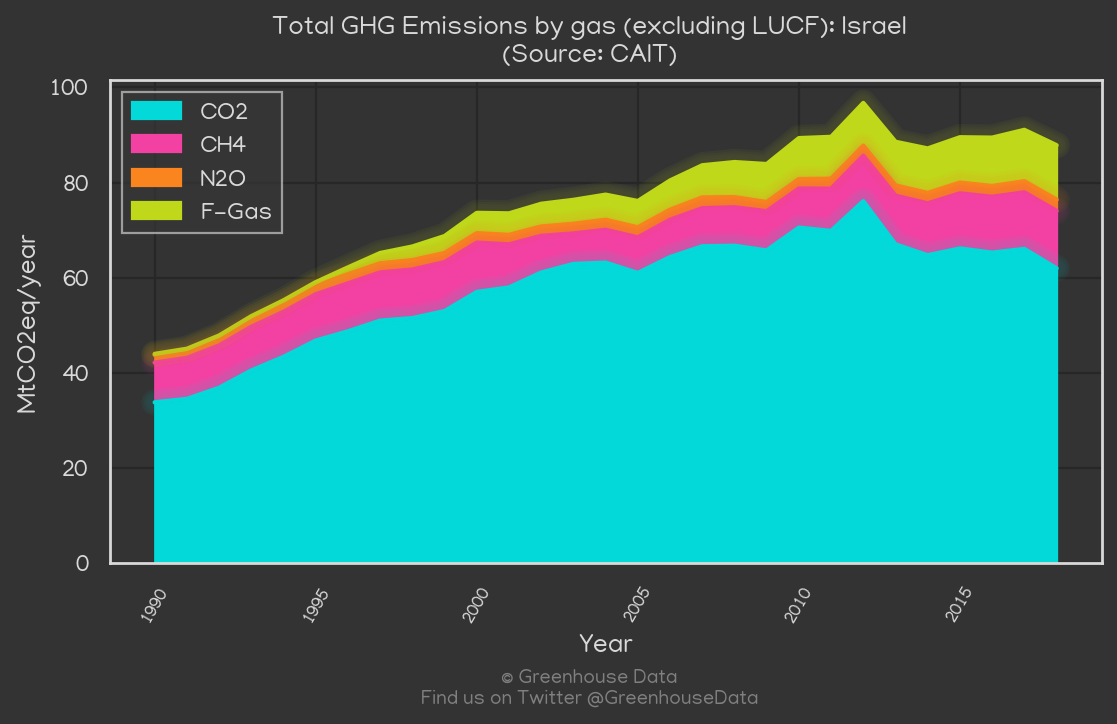 Total GHG Emissions by gas (excluding LUCF): Israel
(Source: CAIT)
MtCO2eq/year
100
80
60
40
20
0
CO2
CH4
N2O
F-Gas
1990
1995
2000
2005
2010
2015
Year
© Greenhouse Data
Find us on Twitter @GreenhouseData